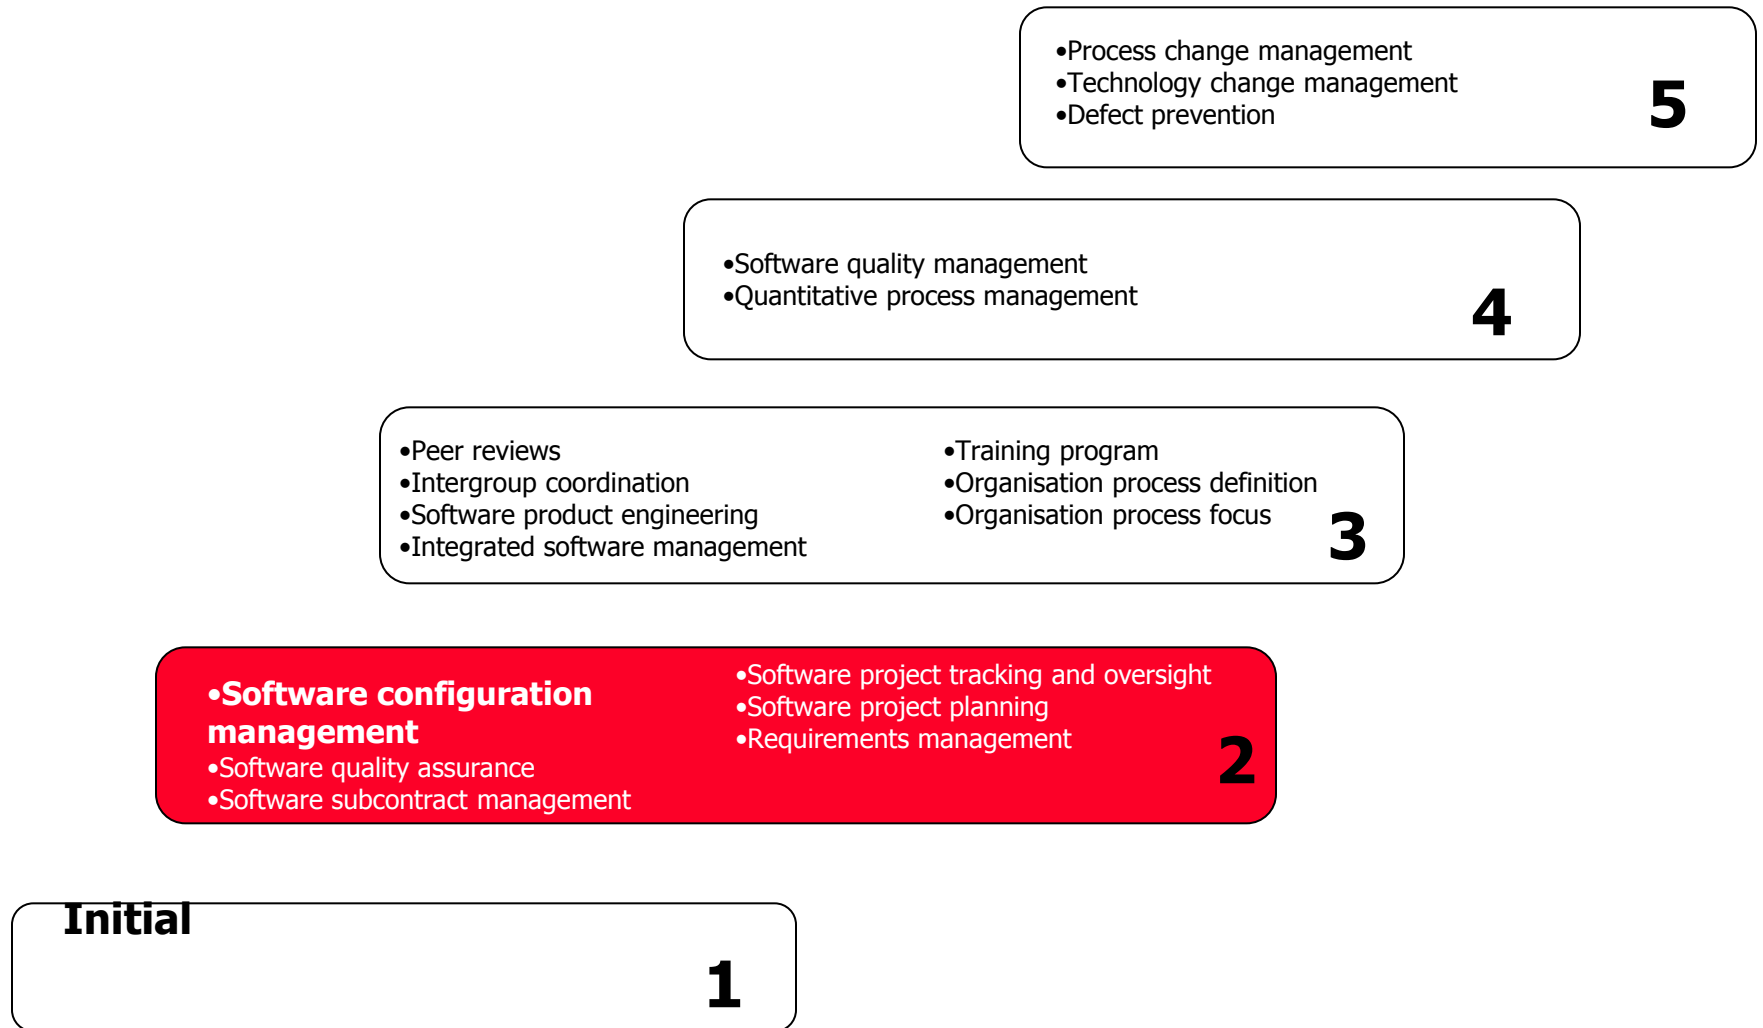 •Process change management
•Technology change management
•Defect prevention
5
•Software quality management
•Quantitative process management
4
•Peer reviews
•Intergroup coordination
•Software product engineering
•Integrated software management
•Training program
•Organisation process definition
•Organisation process focus
3
•Software configuration
management
•Software quality assurance
•Software subcontract management
•Software project tracking and oversight
•Software project planning
•Requirements management
2
Initial
1